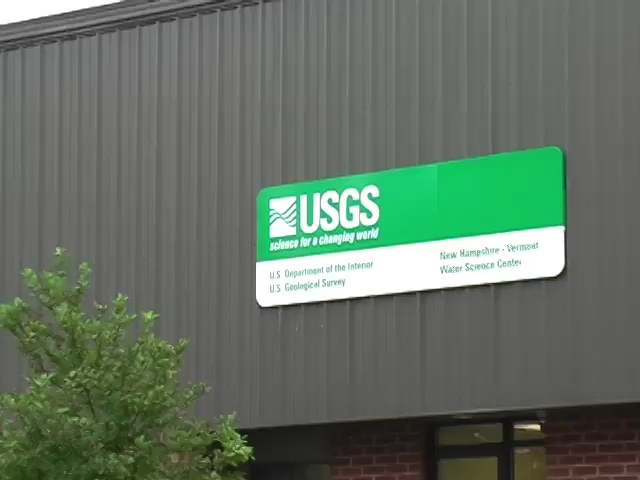 USGS
science for a changing world
U.S. Department of the Interior
U.S. Geological Survey
New Hampshire - Vermont
Water Science Center